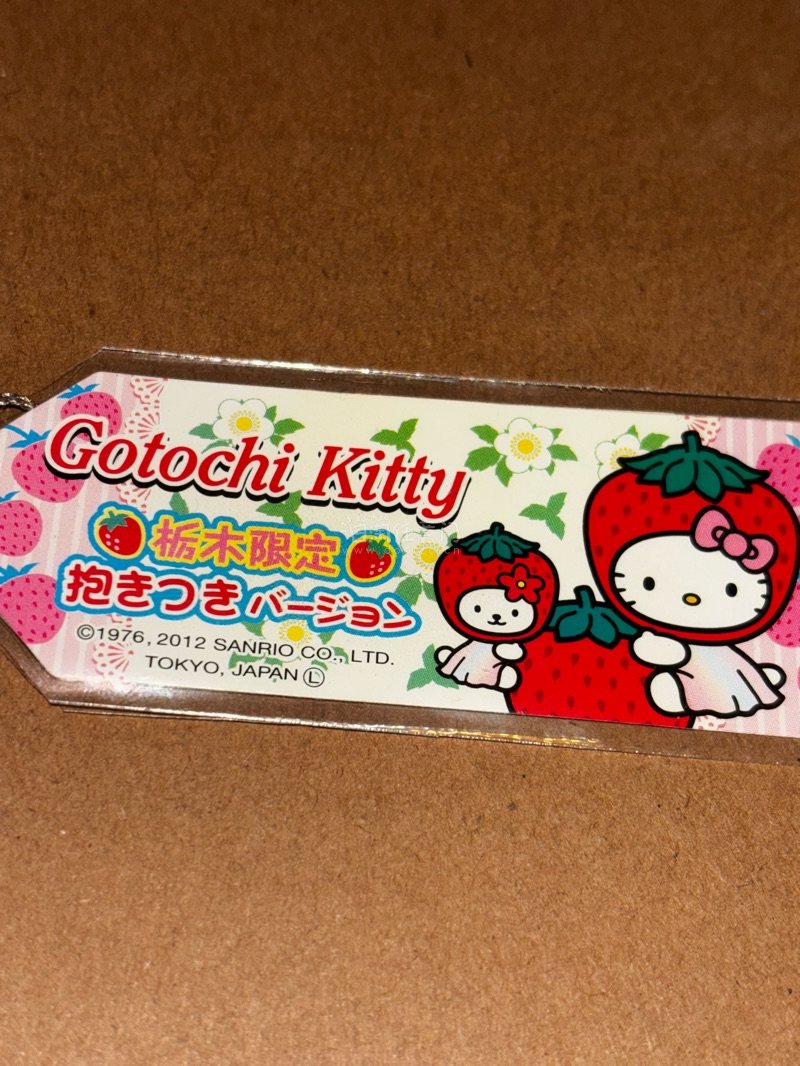 Gotochi Kitty
栃木限定
抱きつきバージョン
©1976, 2012 SANRIO CO., LTD.
TOKYO, JAPAN Ⓛ